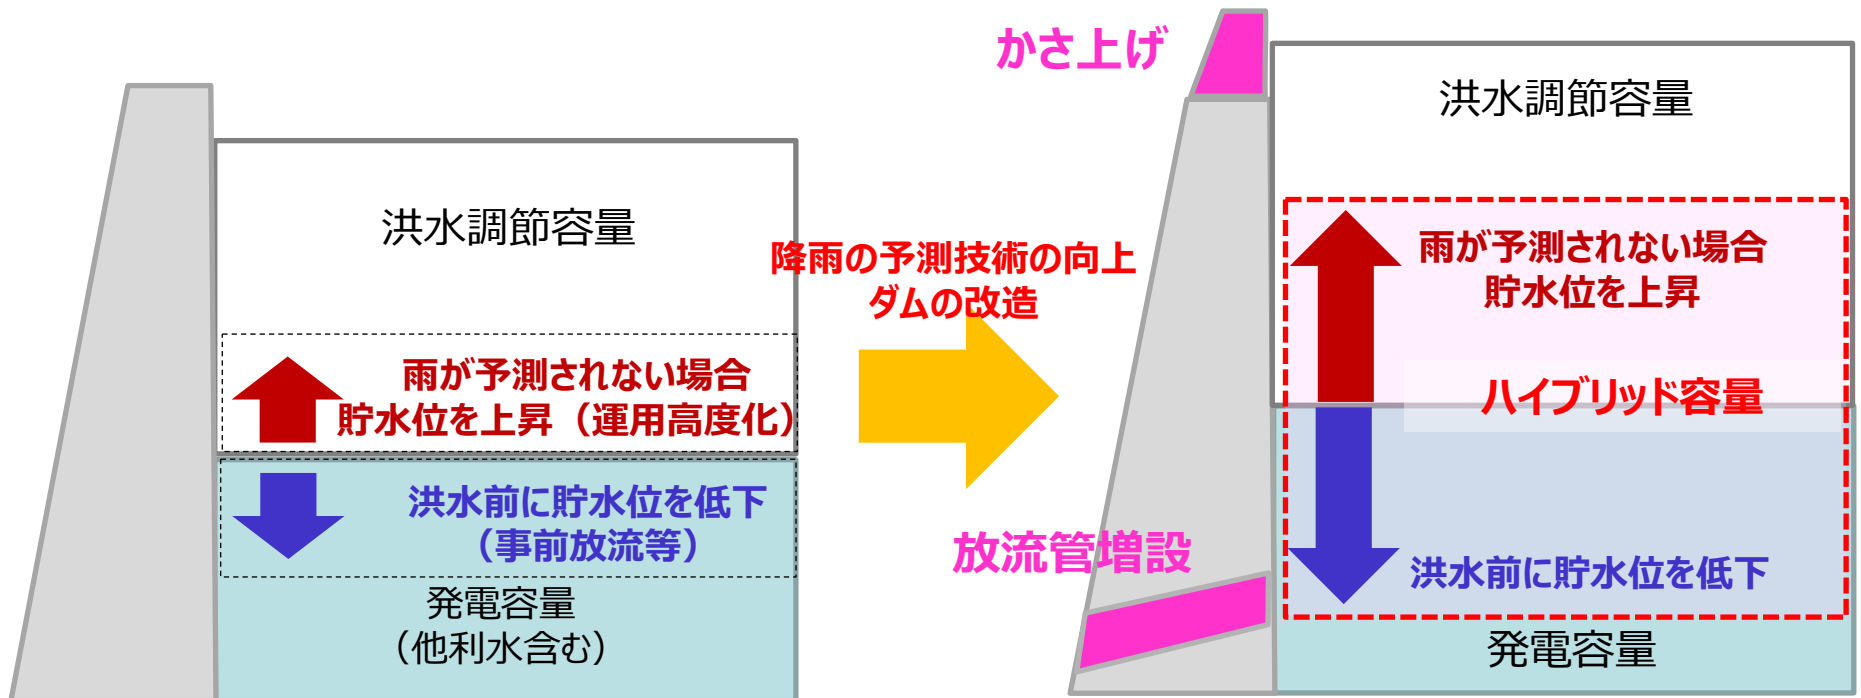 洪水調節容量
雨が予測されない場合
貯水位を上昇（運用高度化）
洪水前に貯水位を低下
（事前放流等）
発電容量
（他利水含む）
降雨の予測技術の向上
ダムの改造
かさ上げ
放流管増設
洪水調節容量
雨が予測されない場合
貯水位を上昇
ハイブリッド容量
洪水前に貯水位を低下
発電容量